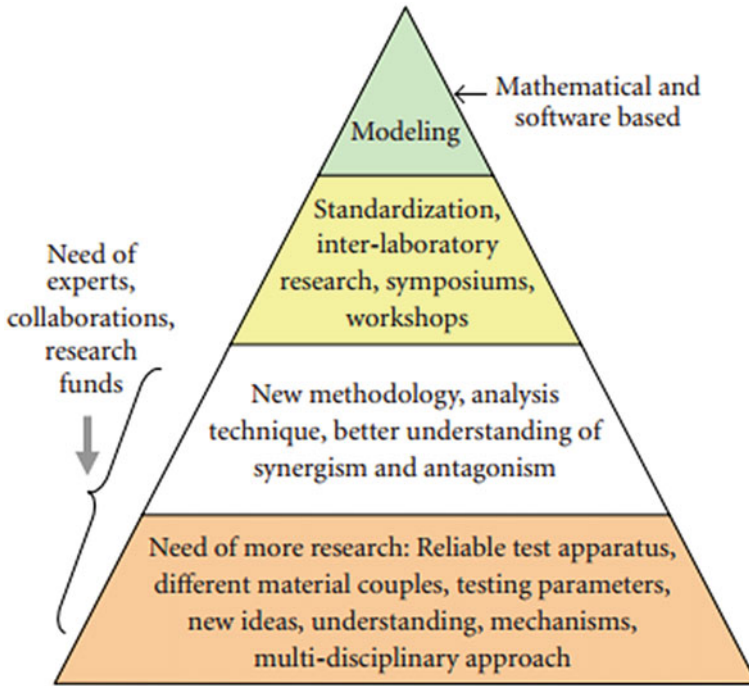 Modeling
Mathematical and
software based
Standardization,
inter-laboratory
research, symposiums,
workshops
Need of
experts,
collaborations,
research
funds
New methodology, analysis
technique, better understanding of
synergism and antagonism
Need of more research: Reliable test apparatus,
different material couples, testing parameters,
new ideas, understanding, mechanisms,
multi-disciplinary approach